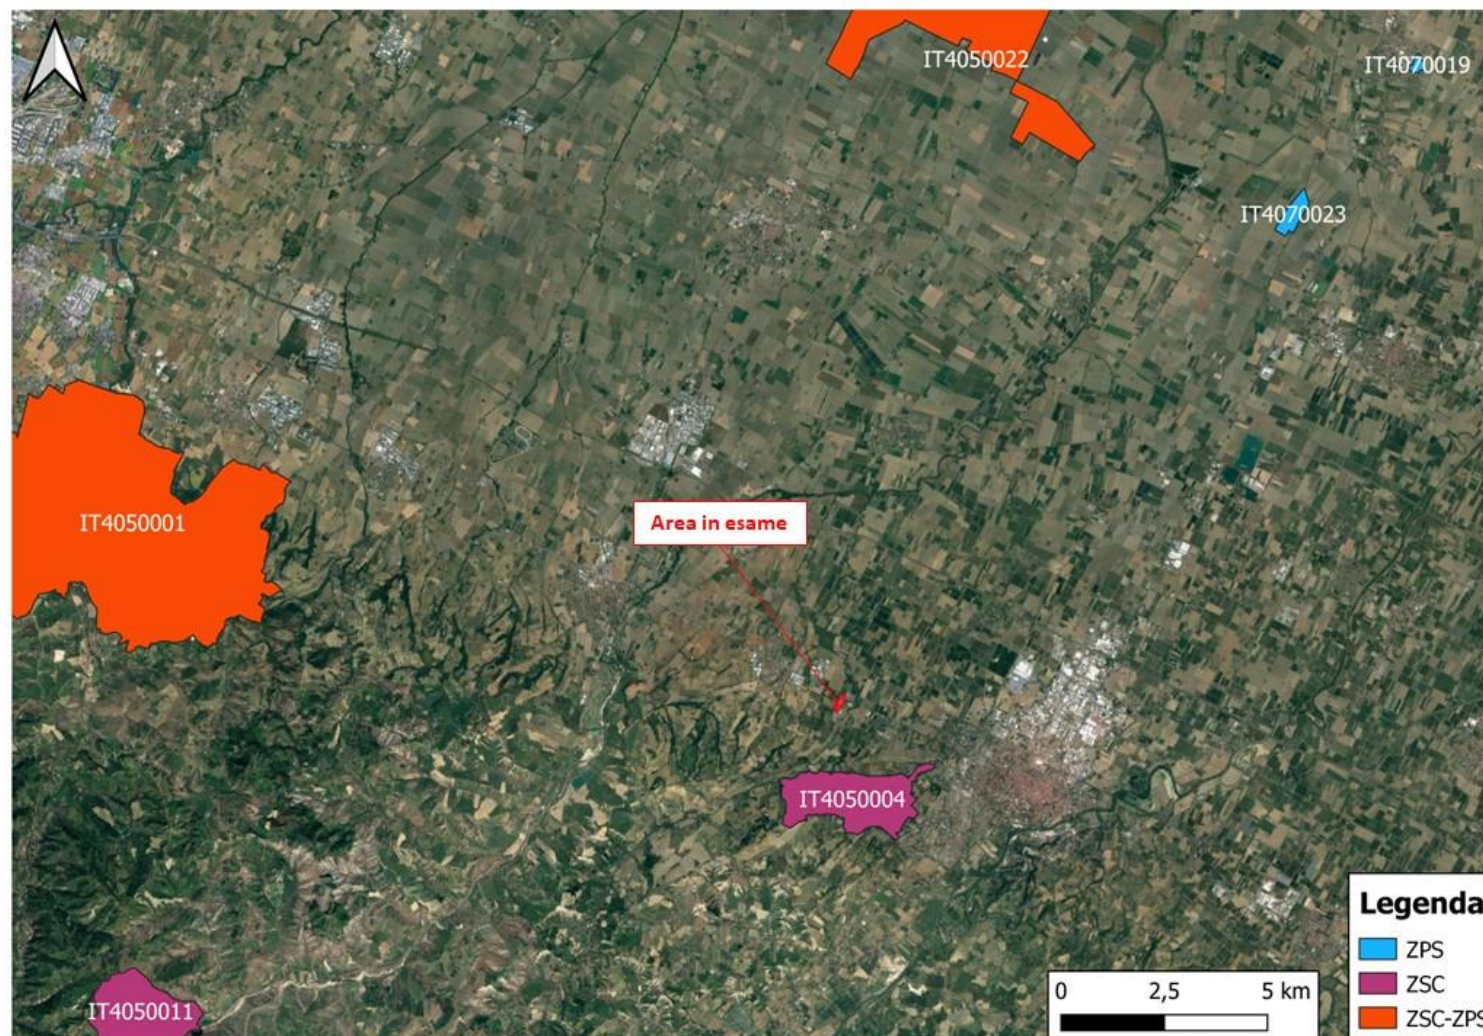 IT4050022
IT4070019
IT4070023
IT4050001
Area in esame
IT4050004
IT4050011
Legenda
ZPS
ZSC
ZSC-ZPS
0 2,5 5 km